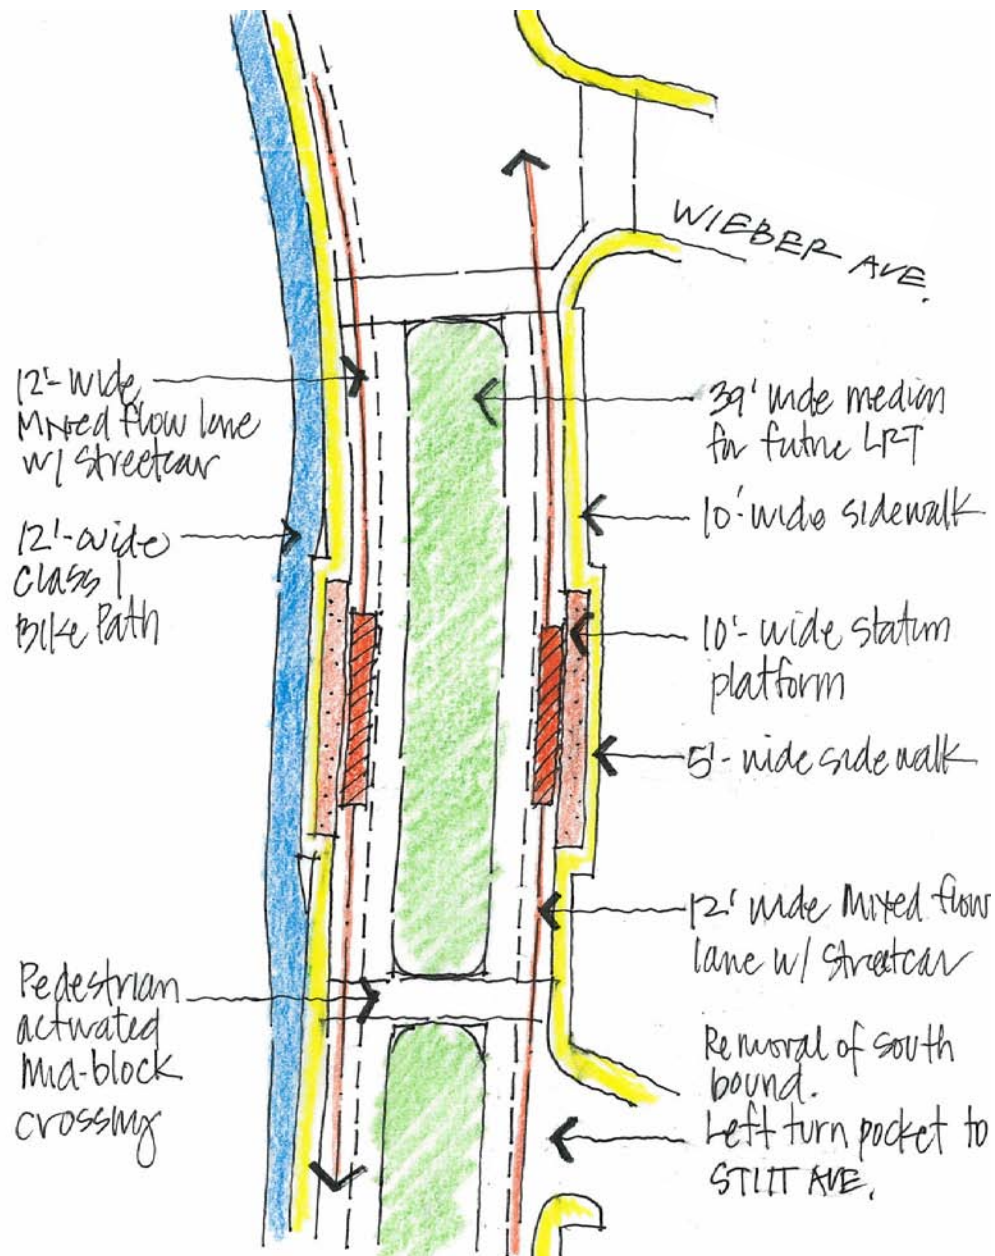 WIEBER AVE.
12'-wide
Mixed flow lane
w/ streetcar
12'-wide
CLASS I
BIKE PATH
Pedestrian
actuated
Mid-block
crossing
39' wide median
for future LRT
10'-wide sidewalk
10'-wide station
platform
5'-wide sidewalk
12' wide Mixed flow
lane w/ streetcar
Removal of south
bound.
Left turn pocket to
AVE.